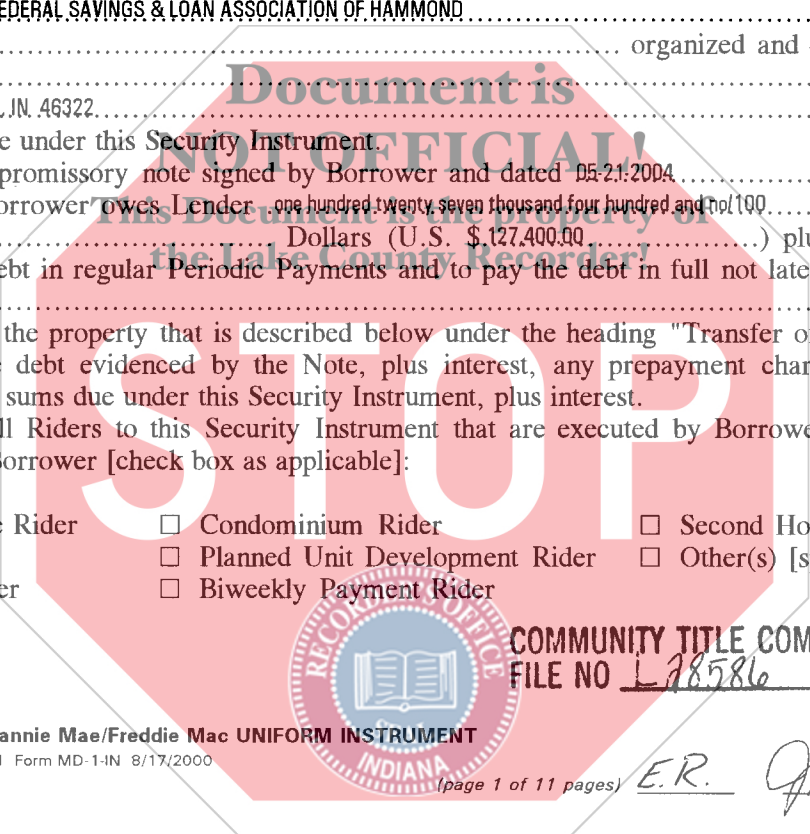 EDERAL SAVINGS & LOAN ASSOCIATION OF HAMMOND
organized and
Document is
, IN 46322
e under this Security Instrument.
NOT OFFICIAL!
promissory note signed by Borrower and dated 05-21-2004
orrower owes Lender one hundred twenty seven thousand four hundred and no/100
This Document is the property of
Dollars (U.S. $ 127,400.00 ) plu
the Lake County Recorder!
ebt in regular Periodic Payments and to pay the debt in full not late
the property that is described below under the heading "Transfer o
debt evidenced by the Note, plus interest, any prepayment char
sums due under this Security Instrument, plus interest.
ll Riders to this Security Instrument that are executed by Borrowe
orrower [check box as applicable]:
STOP
e Rider ☐ Condominium Rider ☐ Second Ho
☐ Planned Unit Development Rider ☐ Other(s) [s
er ☐ Biweekly Payment Rider
RECORDER'S OFFICE
SEAL
INDIANA
COMMUNITY TITLE COM
FILE NO L28586
annie Mae/Freddie Mac UNIFORM INSTRUMENT
Form MD-1-IN 8/17/2000
(page 1 of 11 pages) E.R.